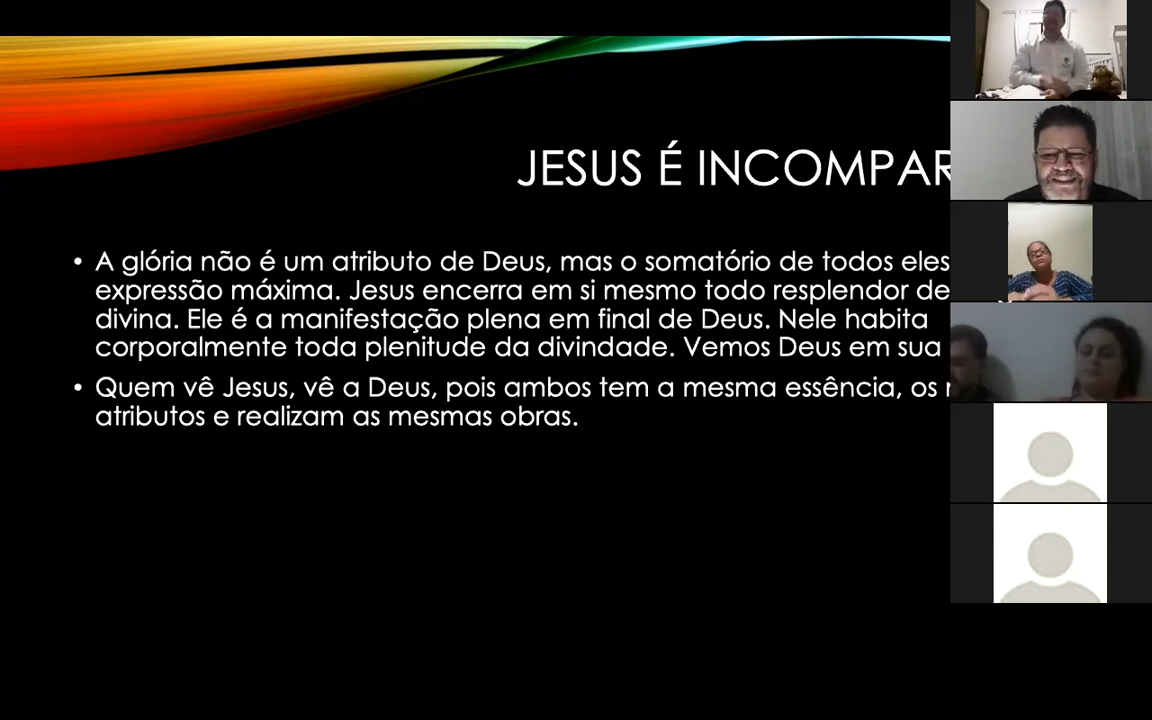 JESUS É INCOMPAR
• A glória não é um atributo de Deus, mas o somatório de todos eles
expressão máxima. Jesus encerra em si mesmo todo resplendor de
divina. Ele é a manifestação plena em final de Deus. Nele habita
corporalmente toda plenitude da divindade. Vemos Deus em sua
• Quem vê Jesus, vê a Deus, pois ambos tem a mesma essência, os
atributos e realizam as mesmas obras.